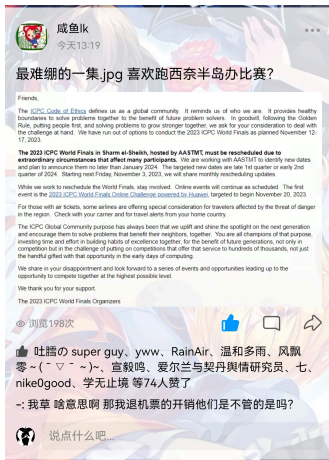 咸鱼lk
今天13:19
最难绷的一集.jpg 喜欢跑西奈半岛办比赛？
Friends,
The ICPC Code of Ethics defines us as a global community. It reminds us of who we are. It provides healthy
boundaries to solve problems together to the benefit of future problem solvers. In goodwill, following the Golden
Rule, putting people first, and solving problems to grow stronger together, we ask for your consideration to deal with
the challenge at hand. We have run out of options to conduct the 2023 ICPC World Finals as planned November 12-
17, 2023.
The 2023 ICPC World Finals in Sharm el-Sheikh, hosted by AASTMT, must be rescheduled due to
extraordinary circumstances that affect many participants. We are working with AASTMT to identify new dates
and plan to announce them no later than January 2024. The targeted new dates are late 1st quarter or early 2nd
quarter of 2024. Starting next Friday, November 3, 2023, we will share monthly rescheduling updates.
While we work to reschedule the World Finals, stay involved. Online events will continue as scheduled. The first
event is the 2023 ICPC World Finals Online Challenge powered by Huawei, targeted to begin November 20, 2023.
For those with air tickets, some airlines are offering special consideration for travelers affected by the threat of danger
in the region. Check with your carrier and for travel alerts from your home country.
The ICPC Global Community purpose has always been that we uplift and shine the spotlight on the next generation
and encourage them to solve problems that benefit their neighbors, together. You are all champions of that purpose,
investing time and effort in building habits of excellence together, for the benefit of future generations, not only in
competition but in the challenge of putting on competitions that offer that service to hundreds of thousands, not just
the handful gifted with that opportunity in the early days of computing.
We share in your disappointment and look forward to a series of events and opportunities leading up to the
opportunity to compete together at the highest possible level.
We thank you for your support.
The 2023 ICPC World Finals Organizers
浏览198次
吐臑の super guy、yww、RainAir、温和多雨、风飘
零～(￣▽￣～)~、宣毅鸣、爱尔兰与契丹舆情研究员、七、
nike0good、学无止境 等74人赞了
~: 我草 啥意思啊 那我退机票的开销他们是不管的是吗?
说点什么吧...